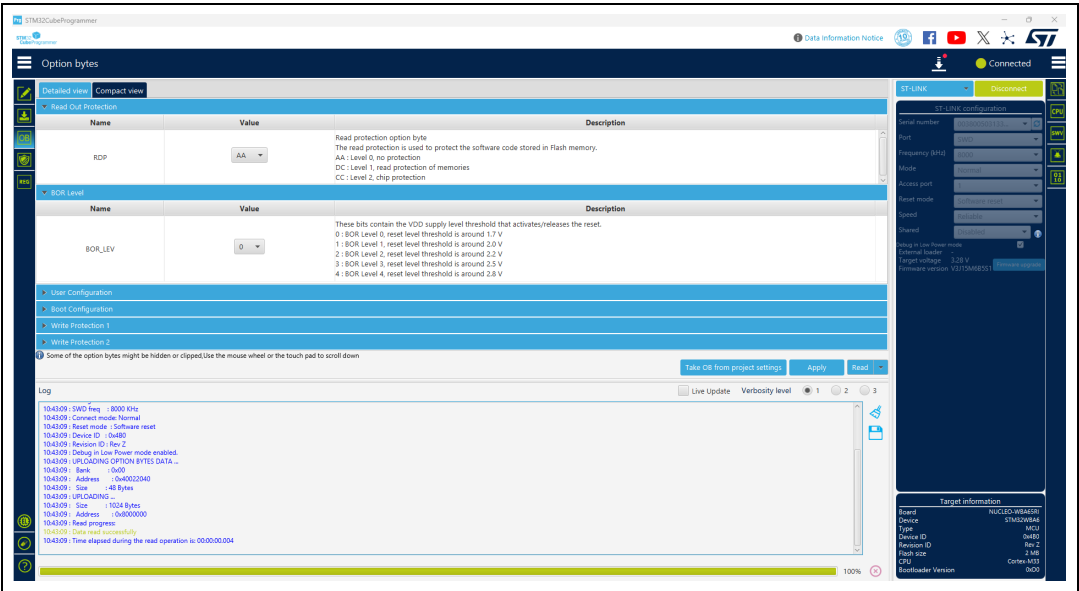 STM32CubeProgrammer
STM32
CubeProgrammer
Data Information Notice
Option bytes
Connected
Detailed view
Compact view
Read Out Protection
Name Value Description
RDP
AA
Read protection option byte
The read protection is used to protect the software code stored in Flash memory.
AA : Level 0, no protection
DC : Level 1, read protection of memories
CC : Level 2, chip protection
BOR Level
Name Value Description
BOR_LEV
0
These bits contain the VDD supply level threshold that activates/releases the reset.
0 : BOR Level 0, reset level threshold is around 1.7 V
1 : BOR Level 1, reset level threshold is around 2.0 V
2 : BOR Level 2, reset level threshold is around 2.2 V
3 : BOR Level 3, reset level threshold is around 2.5 V
4 : BOR Level 4, reset level threshold is around 2.8 V
User Configuration
Boot Configuration
Write Protection 1
Write Protection 2
Some of the option bytes might be hidden or clipped,Use the mouse wheel or the touch pad to scroll down
Take OB from project settings
Apply
Read
Log
Live Update
Verbosity level
1
2
3
10:43:09 : SWD freq : 8000 KHz
10:43:09 : Connect mode: Normal
10:43:09 : Reset mode : Software reset
10:43:09 : Device ID : 0x4B0
10:43:09 : Revision ID : Rev Z
10:43:09 : Debug in Low Power mode enabled.
10:43:09 : UPLOADING OPTION BYTES DATA ...
10:43:09 : Bank : 0x00
10:43:09 : Address : 0x40022040
10:43:09 : Size : 48 Bytes
10:43:09 : UPLOADING ...
10:43:09 : Size : 1024 Bytes
10:43:09 : Address : 0x8000000
10:43:09 : Read progress:
10:43:09 : Data read successfully
10:43:09 : Time elapsed during the read operation is: 00:00:00.004
100%
OB
REG
ST-LINK
Disconnect
ST-LINK configuration
Serial number
Port SWD
Frequency (kHz) 8000
Mode Normal
Access port 1
Reset mode Software reset
Speed Reliable
Shared Disabled
Debug in Low Power mode
External loader -
Target voltage 3.28 V
Firmware version
Firmware upgrade
CPU
SWV
Target information
Board NUCLEO-WBA65RI
Device STM32WBA6
Type MCU
Device ID 0x4B0
Revision ID Rev Z
Flash size 2 MB
CPU Cortex-M33
Bootloader Version 0xD0